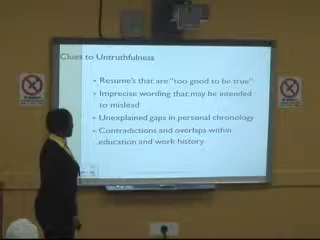 Clues to Untruthfulness
• Resume's that are "too good to be true"
• Imprecise wording that may be intended
to mislead
• Unexplained gaps in personal chronology
• Contradictions and overlaps within
education and work history